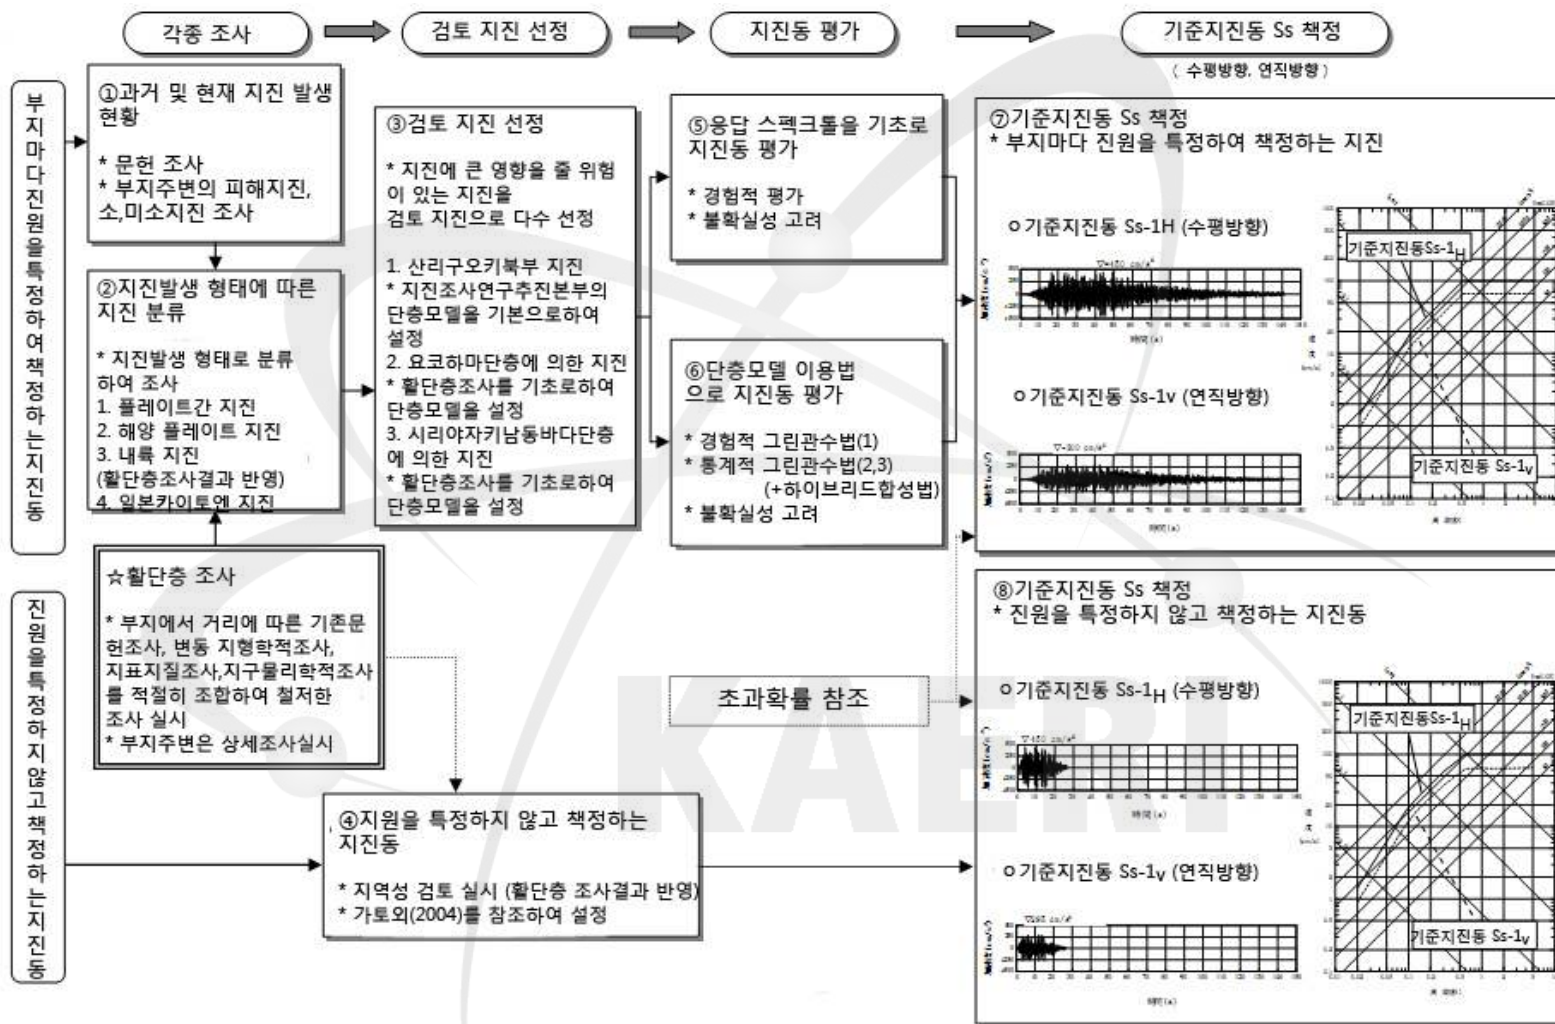 각종 조사
검토 지진 선정
지진동 평가
기준지진동 Ss 책정
( 수평방향, 연직방향 )
부지마다진원을특정하여책정하는지진동
①과거 및 현재 지진 발생
현황
* 문헌 조사
* 부지주변의 피해지진,
소,미소지진 조사
②지진발생 형태에 따른
지진 분류
* 지진발생 형태로 분류
하여 조사
1. 플레이트간 지진
2. 해양 플레이트 지진
3. 내륙 지진
(활단층조사결과 반영)
4. 일본카이토엔 지진
③검토 지진 선정
* 지진에 큰 영향을 줄 위험
이 있는 지진을
검토 지진으로 다수 선정
1. 산리구오키북부 지진
* 지진조사연구추진본부의
단층모델을 기본으로하여
설정
2. 요코하마단층에 의한 지진
* 활단층조사를 기초로하여
단층모델을 설정
3. 시리야자키남동바다단층
에 의한 지진
* 활단층조사를 기초로하여
단층모델을 설정
⑤응답 스펙크톨을 기초로
지진동 평가
* 경험적 평가
* 불확실성 고려
⑥단층모델 이용법
으로 지진동 평가
* 경험적 그린관수법(1)
* 통계적 그린관수법(2,3)
(+하이브리드합성법)
* 불확실성 고려
⑦기준지진동 Ss 책정
* 부지마다 진원을 특정하여 책정하는 지진
ㅇ기준지진동 Ss-1H (수평방향)
時間(s)
ㅇ기준지진동 Ss-1v (연직방향)
時間(s)
기준지진동Ss-1H
기준지진동 Ss-1v
진원을특정하지않고책정하는지진동
☆활단층 조사
* 부지에서 거리에 따른 기존문
헌조사, 변동 지형학적조사,
지표지질조사,지구물리학적조사
를 적절히 조합하여 철저한
조사 실시
* 부지주변은 상세조사실시
초과확률 참조
④지원을 특정하지 않고 책정하는
지진동
* 지역성 검토 실시 (활단층 조사결과 반영)
* 가토외(2004)를 참조하여 설정
⑧기준지진동 Ss 책정
* 진원을 특정하지 않고 책정하는 지진동
ㅇ기준지진동 Ss-1H (수평방향)
時間(s)
ㅇ기준지진동 Ss-1v (연직방향)
時間(s)
기준지진동Ss-1H
기준지진동 Ss-1v
KAERI